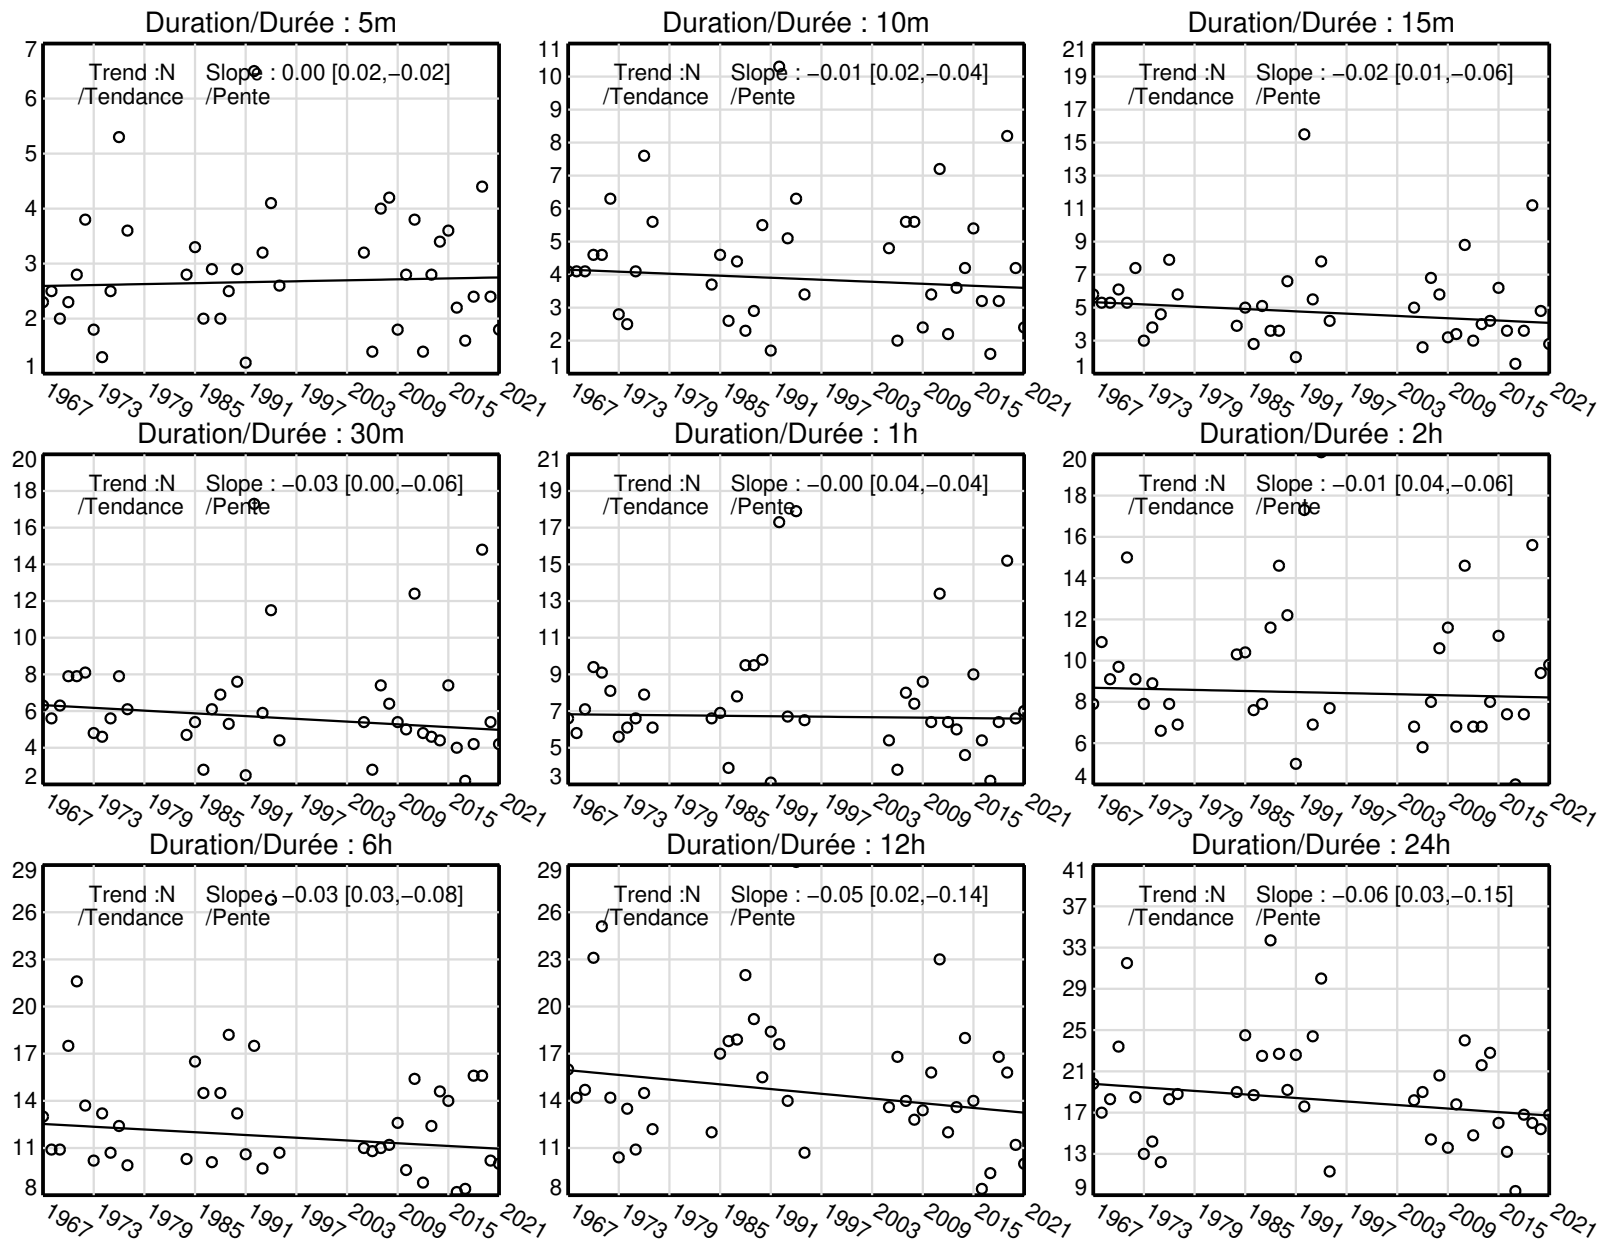 Duration/Durée : 5m
Trend :N Slope : 0.00 [0.02,−0.02]
/Tendance /Pente
7
6
5
4
3
2
1
1967 1973 1979 1985 1991 1997 2003 2009 2015 2021
Duration/Durée : 10m
Trend :N Slope : −0.01 [0.02,−0.04]
/Tendance /Pente
11
10
9
8
7
6
5
4
3
2
1
1967 1973 1979 1985 1991 1997 2003 2009 2015 2021
Duration/Durée : 15m
Trend :N Slope : −0.02 [0.01,−0.06]
/Tendance /Pente
21
19
17
15
13
11
9
7
5
3
1
1967 1973 1979 1985 1991 1997 2003 2009 2015 2021
Duration/Durée : 30m
Trend :N Slope : −0.03 [0.00,−0.06]
/Tendance /Pente
20
18
16
14
12
10
8
6
4
2
1967 1973 1979 1985 1991 1997 2003 2009 2015 2021
Duration/Durée : 1h
Trend :N Slope : −0.00 [0.04,−0.04]
/Tendance /Pente
21
19
17
15
13
11
9
7
5
3
1967 1973 1979 1985 1991 1997 2003 2009 2015 2021
Duration/Durée : 2h
Trend :N Slope : −0.01 [0.04,−0.06]
/Tendance /Pente
20
18
16
14
12
10
8
6
4
1967 1973 1979 1985 1991 1997 2003 2009 2015 2021
Duration/Durée : 6h
Trend :N Slope : −0.03 [0.03,−0.08]
/Tendance /Pente
29
26
23
20
17
14
11
8
1967 1973 1979 1985 1991 1997 2003 2009 2015 2021
Duration/Durée : 12h
Trend :N Slope : −0.05 [0.02,−0.14]
/Tendance /Pente
29
26
23
20
17
14
11
8
1967 1973 1979 1985 1991 1997 2003 2009 2015 2021
Duration/Durée : 24h
Trend :N Slope : −0.06 [0.03,−0.15]
/Tendance /Pente
41
37
33
29
25
21
17
13
9
1967 1973 1979 1985 1991 1997 2003 2009 2015 2021